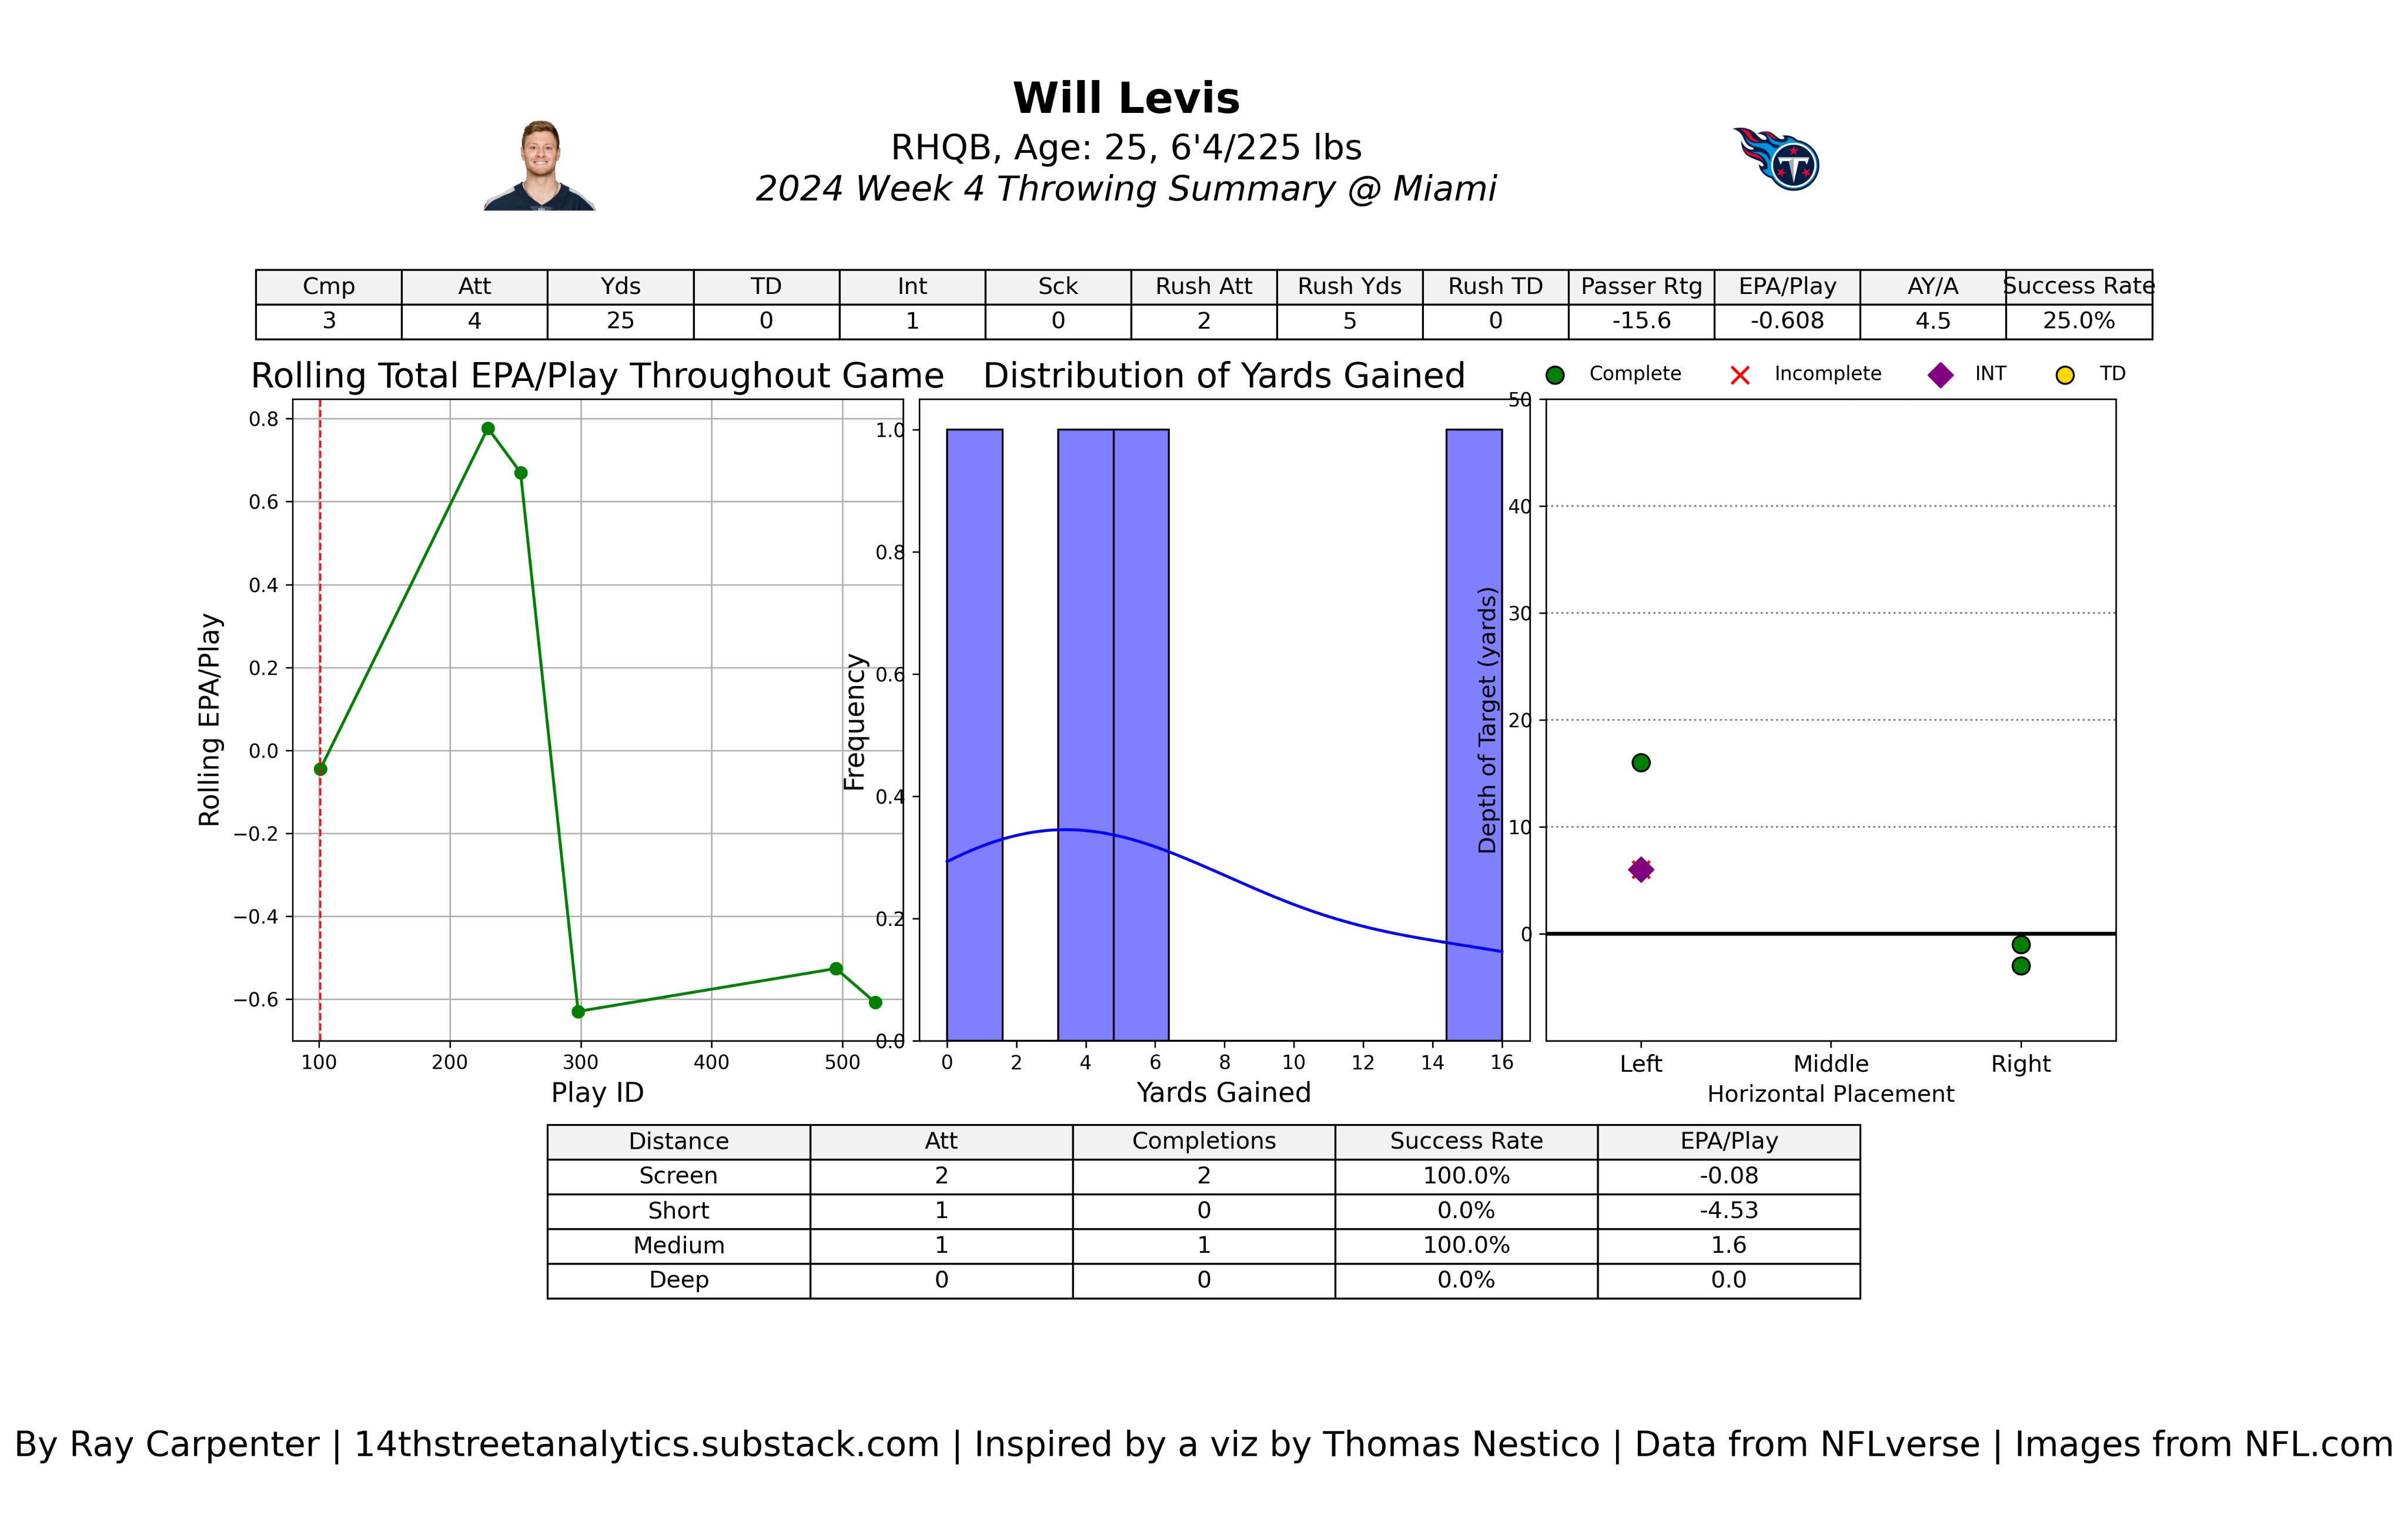 Will Levis
RHQB, Age: 25, 6'4/225 lbs
2024 Week 4 Throwing Summary @ Miami
Cmp Att Yds TD Int Sck Rush Att Rush Yds Rush TD Passer Rtg EPA/Play AY/A Success Rate
3 4 25 0 1 0 2 5 0 -15.6 -0.608 4.5 25.0%
Rolling Total EPA/Play Throughout Game
0.8
0.6
0.4
0.2
0.0
−0.2
−0.4
−0.6
Rolling EPA/Play
100 200 300 400 500
Play ID
Distribution of Yards Gained
1.0
0.8
0.6
0.4
0.2
0.0
Frequency
0 2 4 6 8 10 12 14 16
Yards Gained
Complete Incomplete INT TD
50
40
30
20
10
0
Depth of Target (yards)
Left Middle Right
Horizontal Placement
Distance Att Completions Success Rate EPA/Play
Screen 2 2 100.0% -0.08
Short 1 0 0.0% -4.53
Medium 1 1 100.0% 1.6
Deep 0 0 0.0% 0.0
By Ray Carpenter | 14thstreetanalytics.substack.com | Inspired by a viz by Thomas Nestico | Data from NFLverse | Images from NFL.com